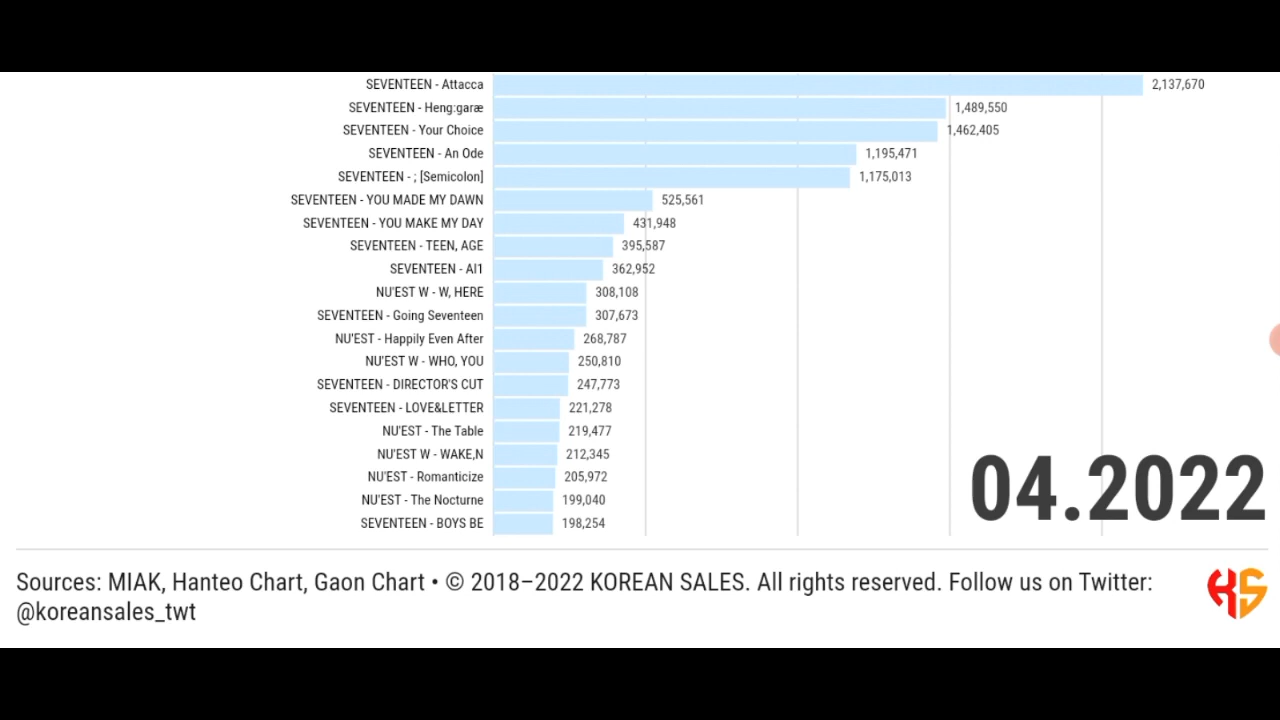 SEVENTEEN - Attacca 2,137,670
SEVENTEEN - Heng:garæ 1,489,550
SEVENTEEN - Your Choice 1,462,405
SEVENTEEN - An Ode 1,195,471
SEVENTEEN - ; [Semicolon] 1,175,013
SEVENTEEN - YOU MADE MY DAWN 525,561
SEVENTEEN - YOU MAKE MY DAY 431,948
SEVENTEEN - TEEN, AGE 395,587
SEVENTEEN - Al1 362,952
NU'EST W - W, HERE 308,108
SEVENTEEN - Going Seventeen 307,673
NU'EST - Happily Even After 268,787
NU'EST W - WHO, YOU 250,810
SEVENTEEN - DIRECTOR'S CUT 247,773
SEVENTEEN - LOVE&LETTER 221,278
NU'EST - The Table 219,477
NU'EST W - WAKE,N 212,345
NU'EST - Romanticize 205,972
NU'EST - The Nocturne 199,040
SEVENTEEN - BOYS BE 198,254
04.2022
Sources: MIAK, Hanteo Chart, Gaon Chart • © 2018–2022 KOREAN SALES. All rights reserved. Follow us on Twitter:
@koreansales_twt
KS